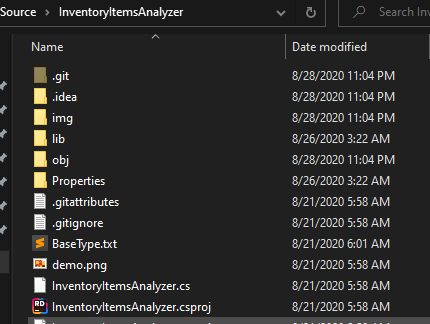 Source > InventoryItemsAnalyzer
Search Inv
Name Date modified
.git 8/28/2020 11:04 PM
.idea 8/28/2020 11:04 PM
img 8/28/2020 11:04 PM
lib 8/26/2020 3:22 AM
obj 8/28/2020 11:04 PM
Properties 8/26/2020 3:22 AM
.gitattributes 8/21/2020 5:58 AM
.gitignore 8/21/2020 5:58 AM
BaseType.txt 8/21/2020 6:01 AM
demo.png 8/21/2020 5:58 AM
InventoryItemsAnalyzer.cs 8/21/2020 5:58 AM
RD InventoryItemsAnalyzer.csproj 8/21/2020 5:58 AM